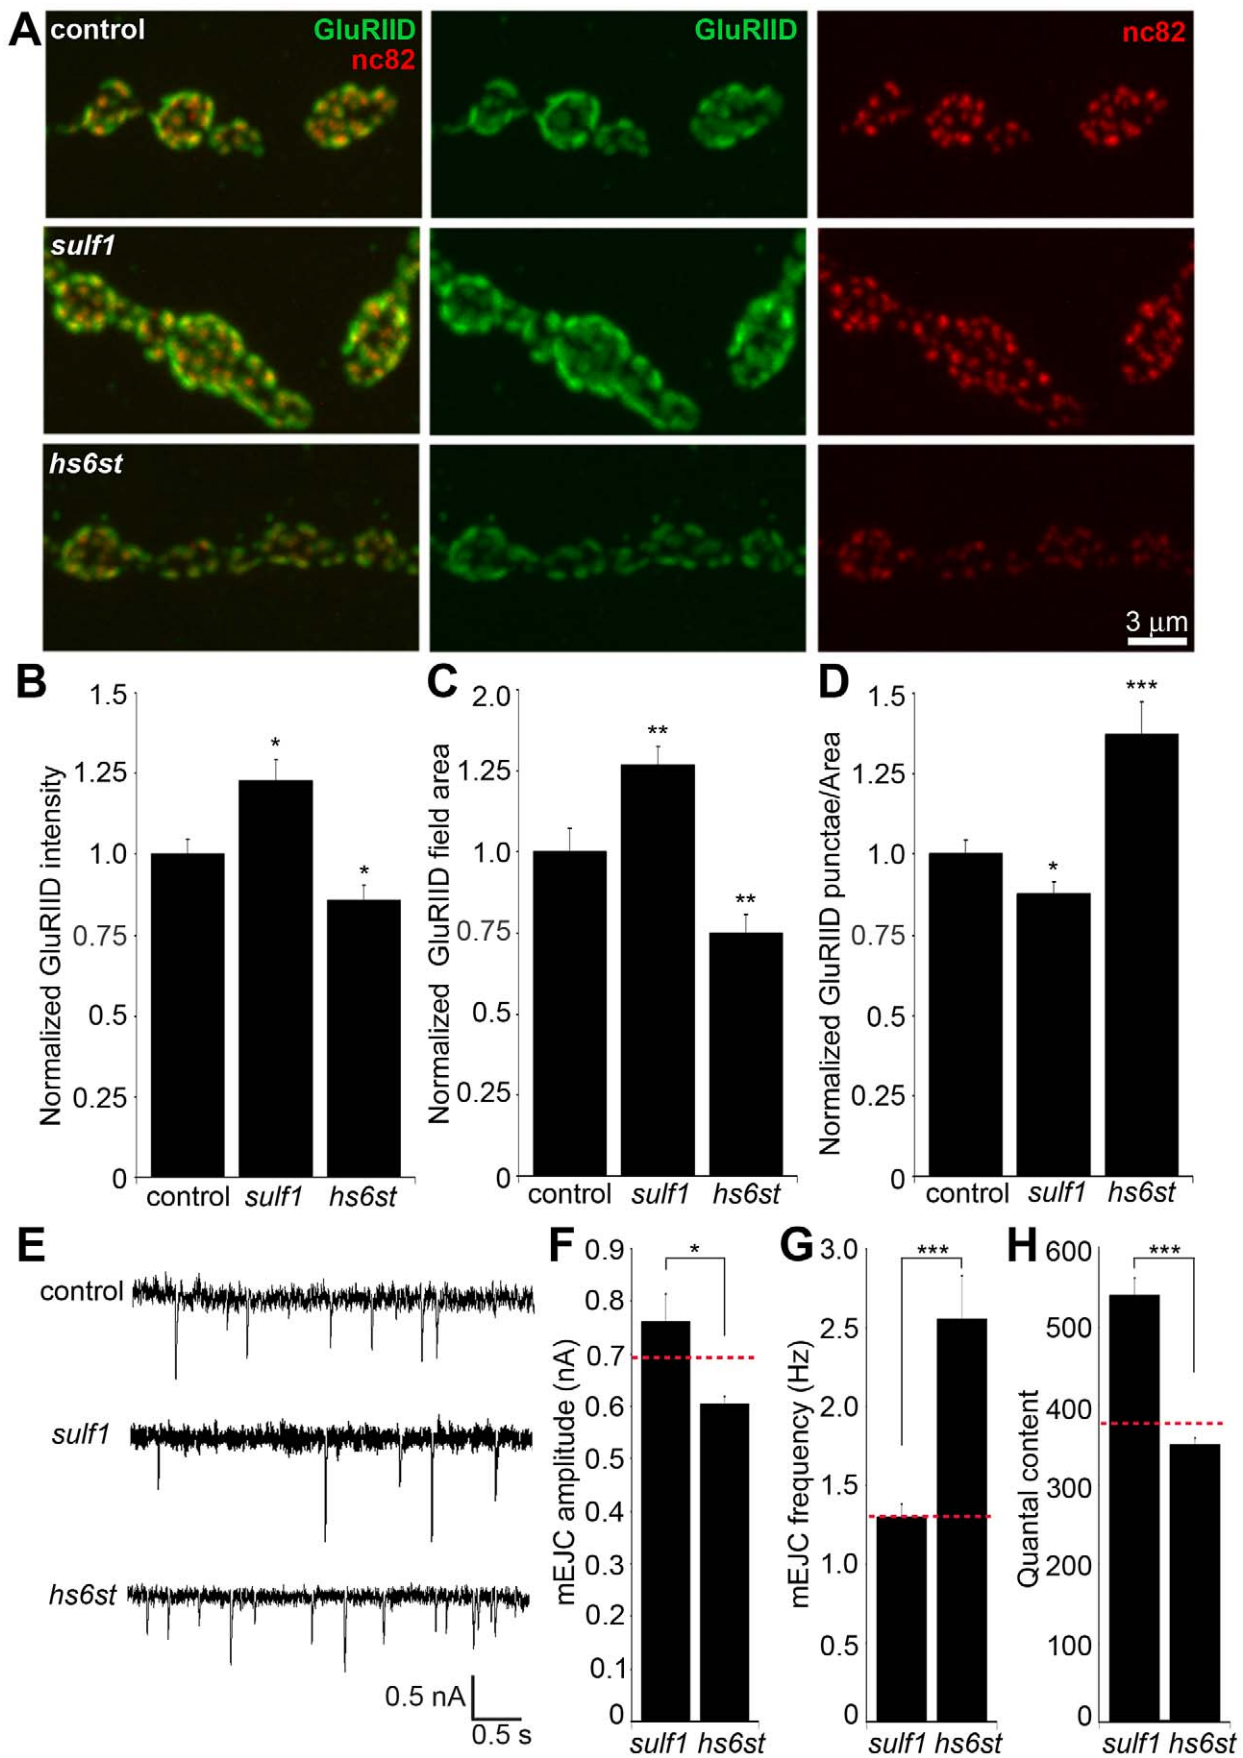 A
control
GluRIID
nc82
GluRIID
nc82
sulf1
hs6st
3 μm
B
Normalized GluRIID intensity
1.5
1.25
1.0
0.75
0.5
0.25
0
*
*
control sulf1 hs6st
C
Normalized GluRIID field area
2.0
1.25
1.0
0.75
0.5
0.25
0
**
**
control sulf1 hs6st
D
Normalized GluRIID punctae/Area
1.5
1.25
1.0
0.75
0.5
0.25
0
*
***
control sulf1 hs6st
E
control
sulf1
hs6st
0.5 nA
0.5 s
F
mEJC amplitude (nA)
0.9
0.8
0.7
0.6
0.5
0.4
0.3
0.2
0.1
0
*
sulf1 hs6st
G
mEJC frequency (Hz)
3.0
2.5
2.0
1.5
1.0
0.5
0
***
sulf1 hs6st
H
Quantal content
600
500
400
300
200
100
0
***
sulf1 hs6st